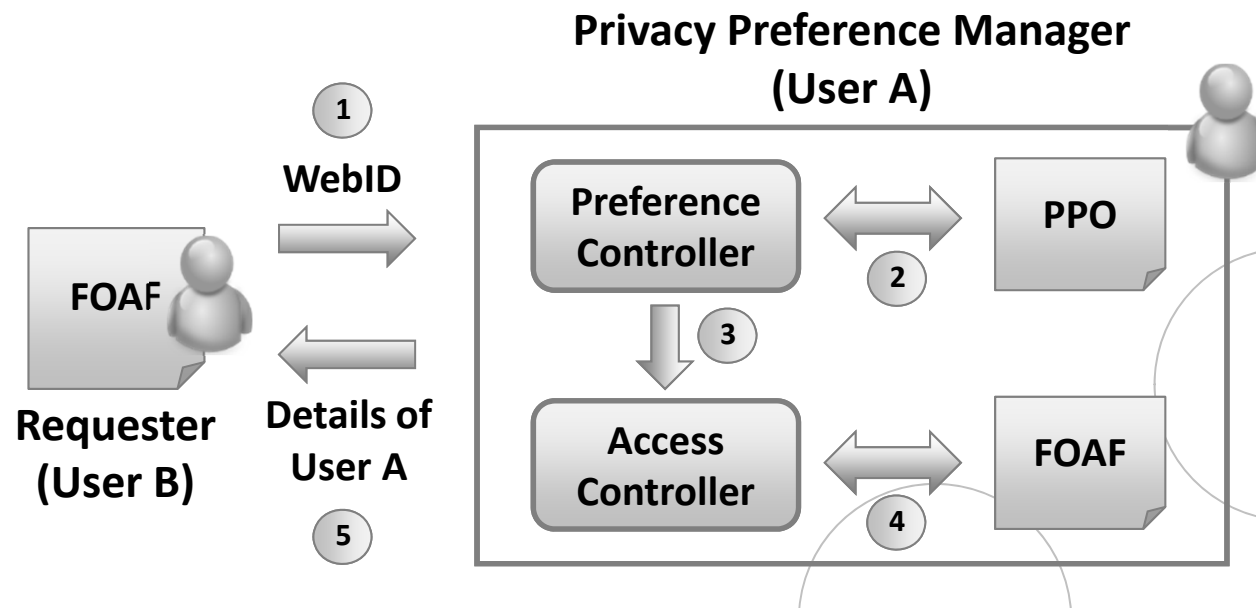 Privacy Preference Manager
(User A)
1
WebID
FOAF
Requester
(User B)
Details of
User A
5
Preference
Controller
2
PPO
3
Access
Controller
4
FOAF